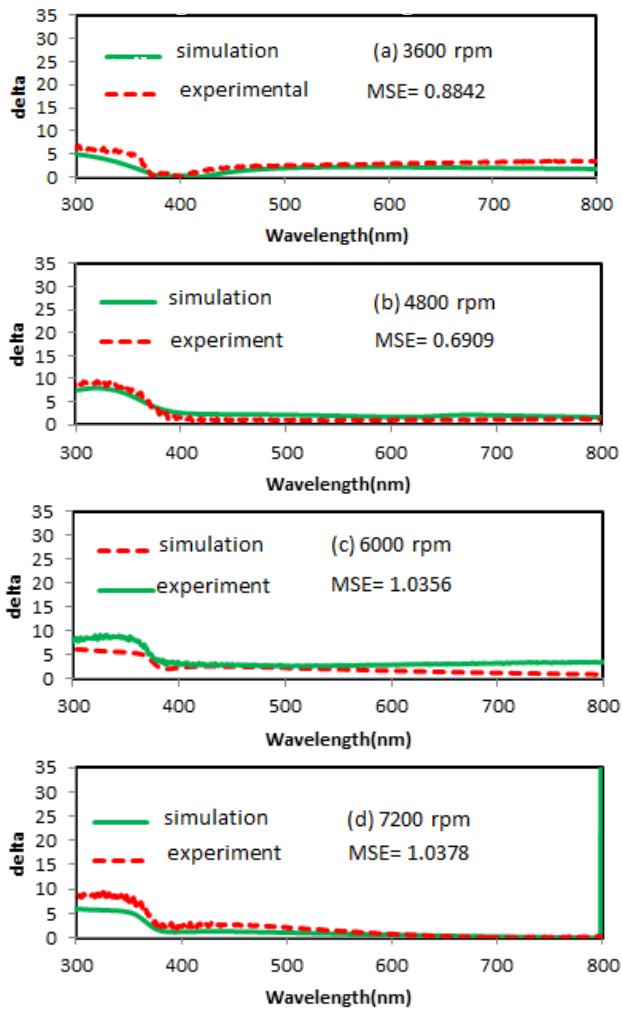 35
30
25
20
15
10
5
0
delta
simulation (a) 3600 rpm
experimental MSE= 0.8842
300 400 500 600 700 800
Wavelength(nm)
35
30
25
20
15
10
5
0
delta
simulation (b) 4800 rpm
experiment MSE= 0.6909
300 400 500 600 700 800
Wavelength(nm)
35
30
25
20
15
10
5
0
delta
simulation (c) 6000 rpm
experiment MSE= 1.0356
300 400 500 600 700 800
Wavelength(nm)
35
30
25
20
15
10
5
0
delta
simulation (d) 7200 rpm
experiment MSE= 1.0378
300 400 500 600 700 800
Wavelength(nm)